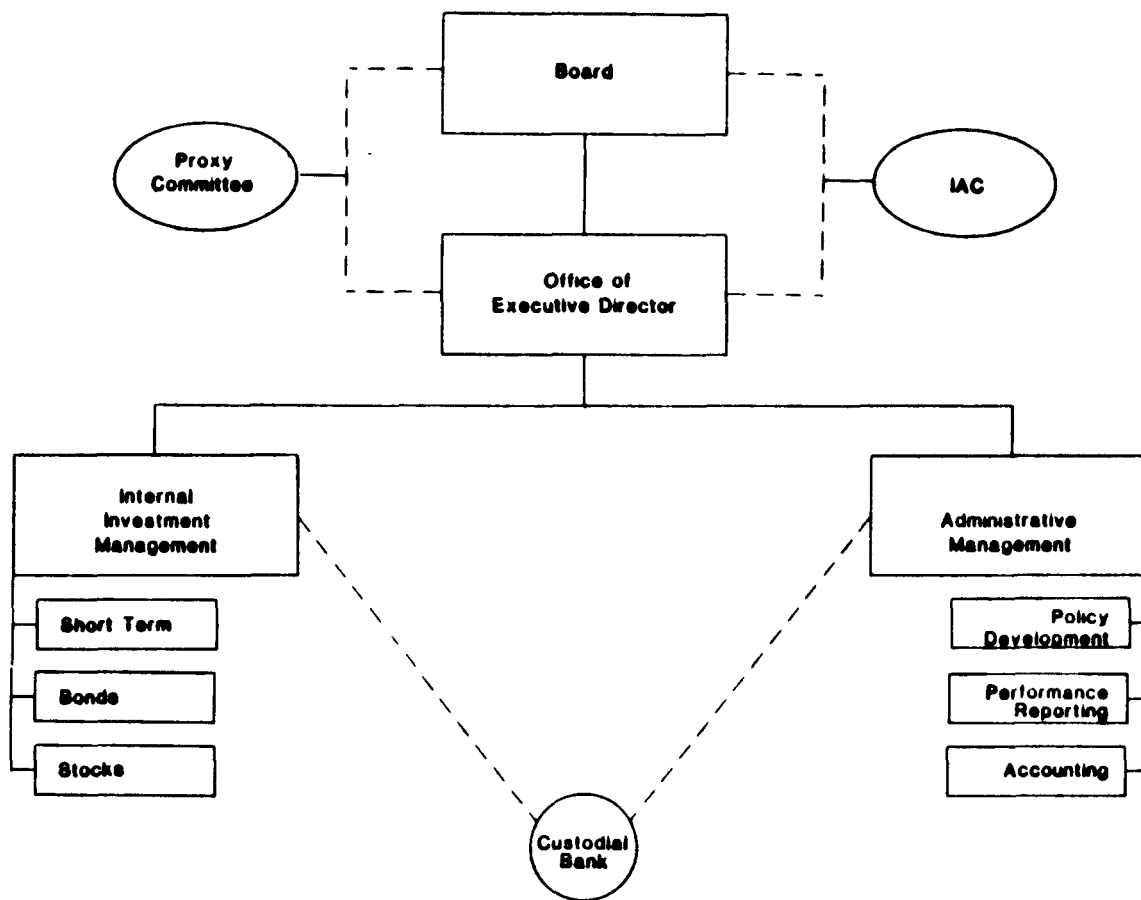 Board
Proxy
Committee
IAC
Office of
Executive Director
Internal
Investment
Management
Administrative
Management
Short Term
Policy
Development
Bonds
Performance
Reporting
Stocks
Accounting
Custodial
Bank